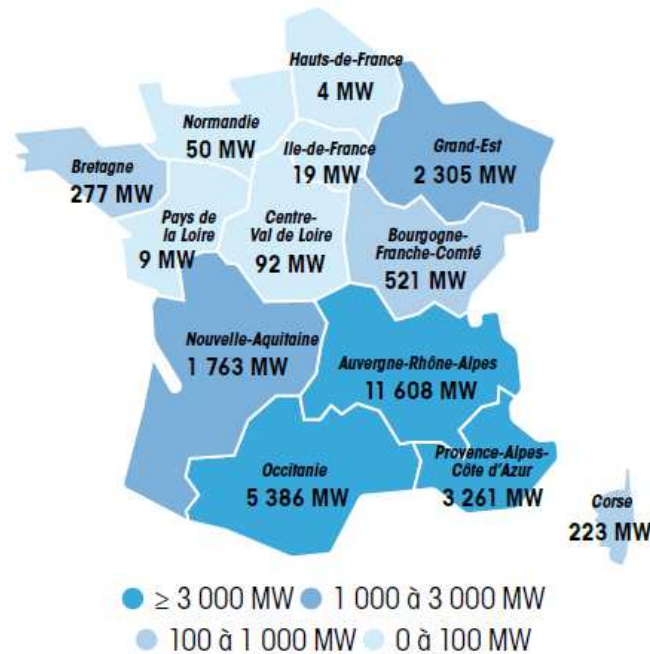 Hauts-de-France
4 MW
Normandie
50 MW
Ile-de-France
19 MW
Grand-Est
2 305 MW
Bretagne
277 MW
Pays de
la Loire
9 MW
Centre-
Val de Loire
92 MW
Bourgogne-
Franche-Comté
521 MW
Nouvelle-Aquitaine
1 763 MW
Auvergne-Rhône-Alpes
11 608 MW
Occitanie
5 386 MW
Provence-Alpes-
Côte d'Azur
3 261 MW
Corse
223 MW
≥ 3 000 MW
1 000 à 3 000 MW
100 à 1 000 MW
0 à 100 MW